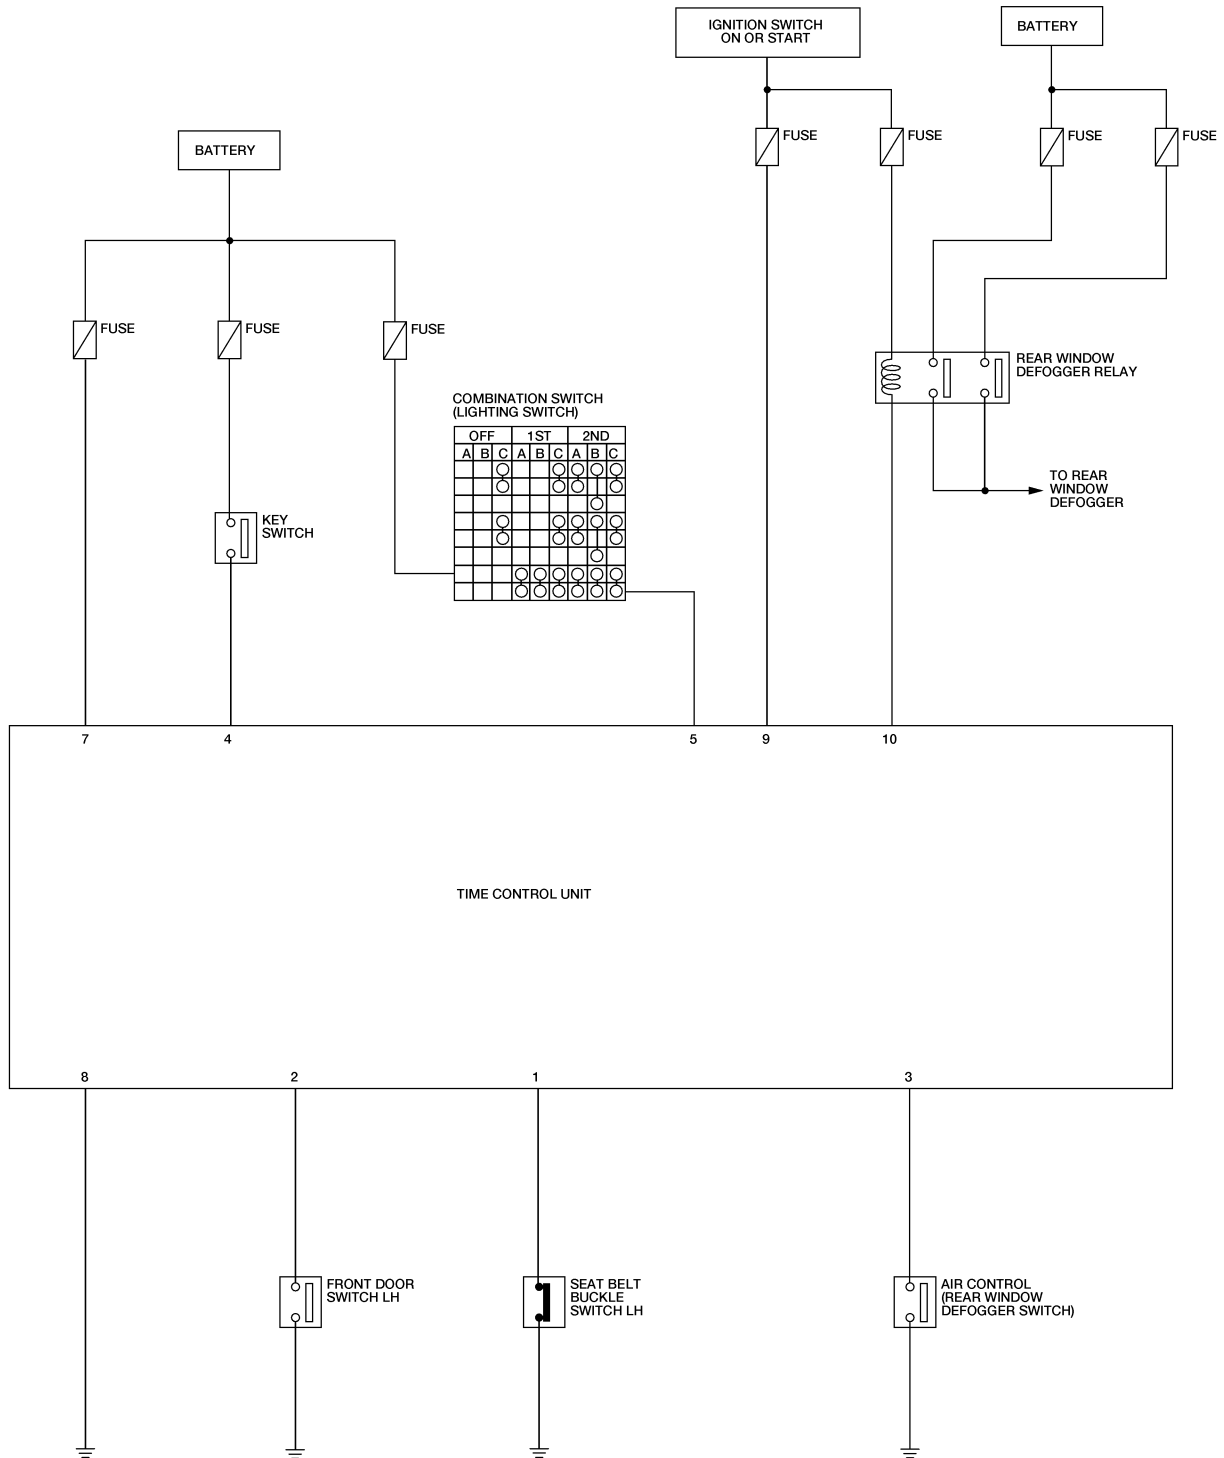 IGNITION SWITCH
ON OR START
BATTERY
FUSE
FUSE
FUSE
FUSE
BATTERY
FUSE
FUSE
FUSE
REAR WINDOW
DEFOGGER RELAY
COMBINATION SWITCH
(LIGHTING SWITCH)
OFF 1ST 2ND
A B C A B C A B C
TO REAR
WINDOW
DEFOGGER
KEY
SWITCH
7 4 5 9 10
TIME CONTROL UNIT
8 2 1 3
FRONT DOOR
SWITCH LH
SEAT BELT
BUCKLE
SWITCH LH
AIR CONTROL
(REAR WINDOW
DEFOGGER SWITCH)